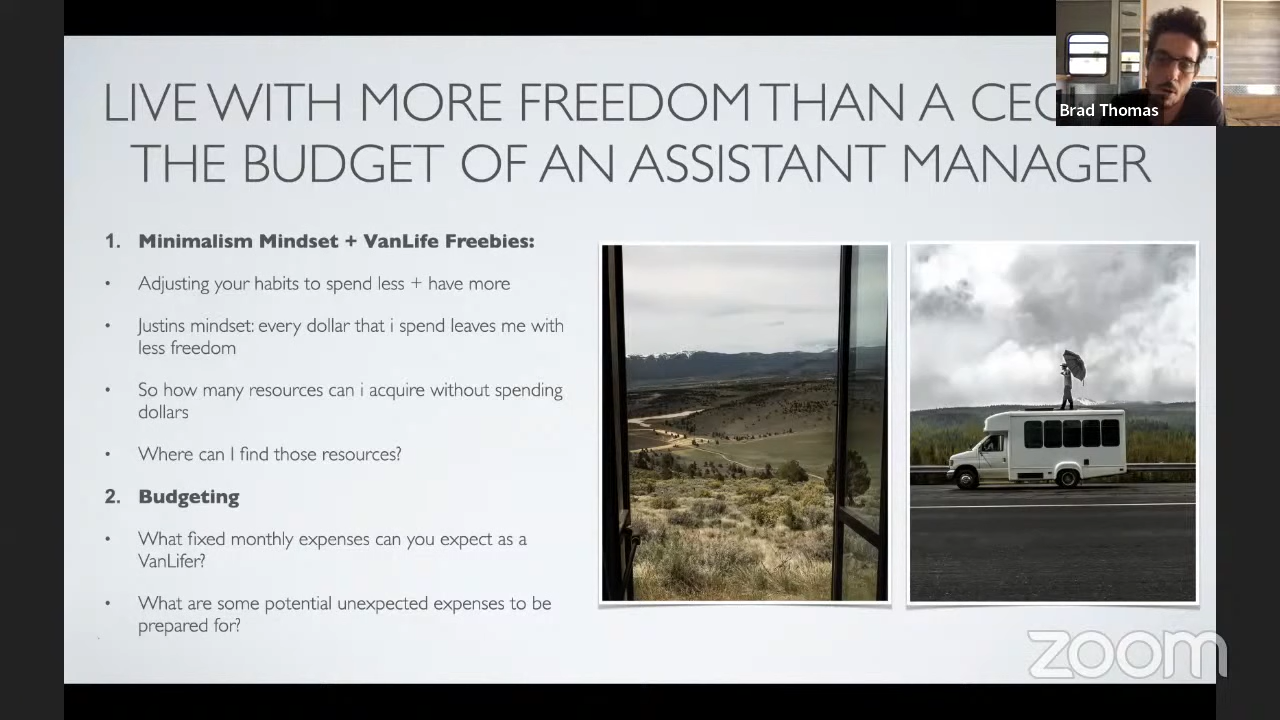 LIVE WITH MORE FREEDOM THAN A
THE BUDGET OF AN ASSISTANT MANAGER
Brad Thomas
1. Minimalism Mindset + VanLife Freebies:
• Adjusting your habits to spend less + have more
• Justins mindset: every dollar that i spend leaves me with
less freedom
• So how many resources can i acquire without spending
dollars
• Where can I find those resources?
2. Budgeting
• What fixed monthly expenses can you expect as a
VanLifer?
• What are some potential unexpected expenses to be
prepared for?
zoom